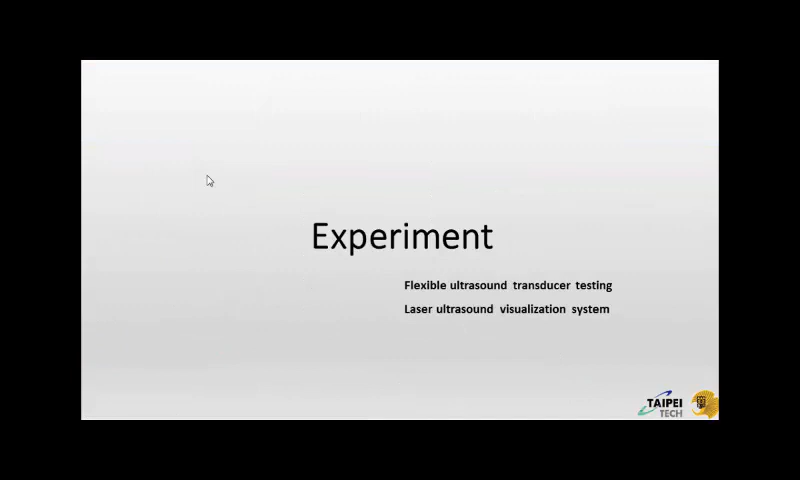 Experiment
Flexible ultrasound transducer testing
Laser ultrasound visualization system
TAIPEI
TECH